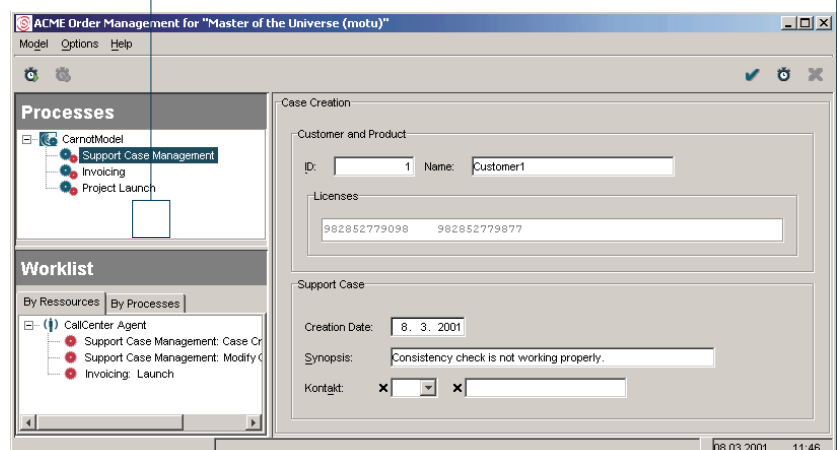 ACME Order Management for "Master of the Universe (motu)"
Model Options Help
Processes
CarnotModel
Support Case Management
Invoicing
Project Launch
Worklist
By Ressources By Processes
CallCenter Agent
Support Case Management: Case Cr
Support Case Management: Modify
Invoicing: Launch
Case Creation
Customer and Product
ID: 1 Name: Customer1
Licenses
982852779098 982852779877
Support Case
Creation Date: 8. 3. 2001
Synopsis: Consistency check is not working properly.
Kontakt:
08.03.2001 11:46